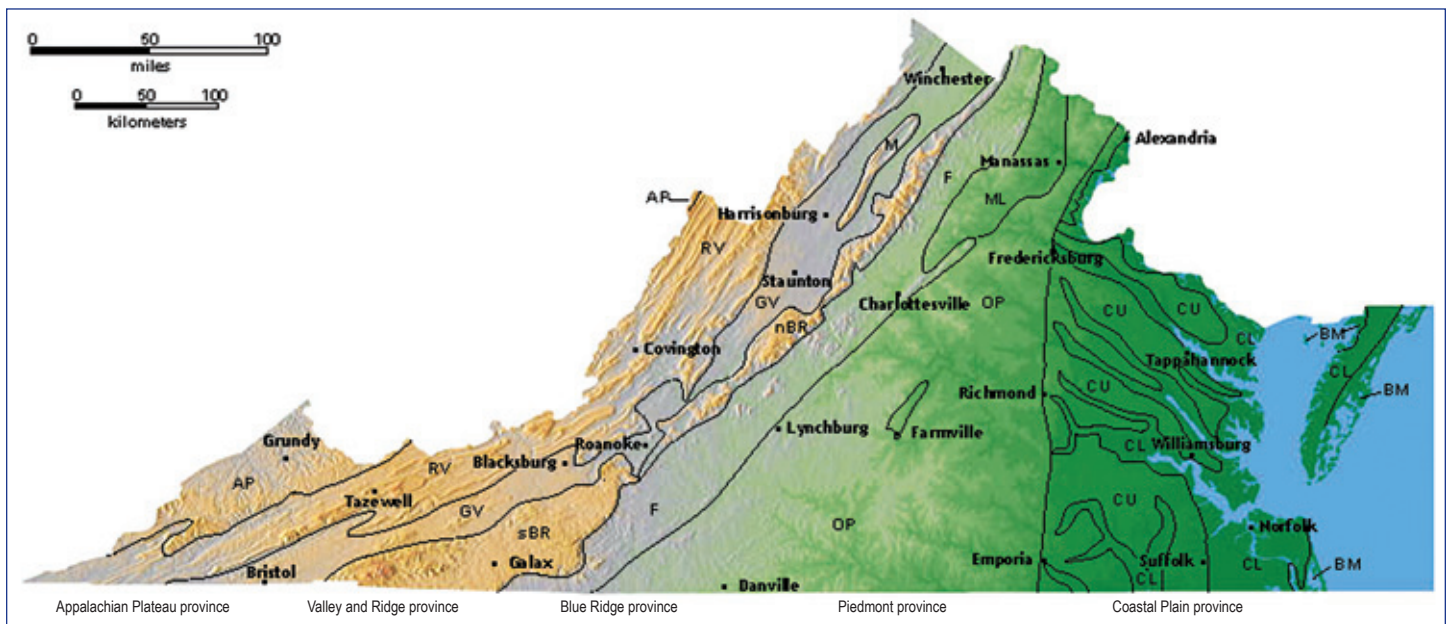 0 50 100
miles
0 50 100
kilometers
Winchester
Alexandria
M
Manassas
F
AP
ML
Harrisonburg
RV
Fredericksburg
Staunton
GV
Charlottesville
OP
CU
CU
nBR
CL
BM
Covington
Tappahannock
CL
CU
BM
Richmond
Lynchburg
Farmville
Grundy
Roanoke
Williamsburg
CL
Blacksburg
RV
AP
Tazewell
CU
GV
F
OP
Norfolk
sBR
Galax
Emporia
Suffolk
CL
BM
Bristol
CL
Danville
Appalachian Plateau province Valley and Ridge province Blue Ridge province Piedmont province Coastal Plain province